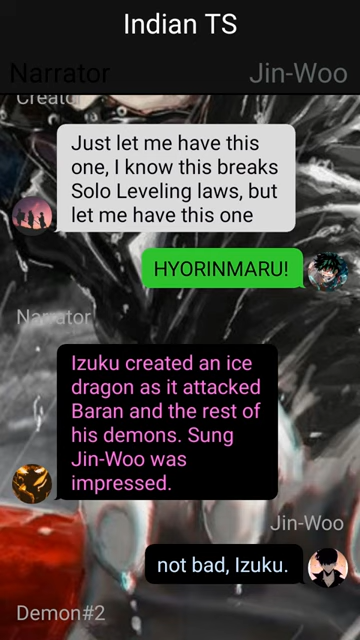 Indian TS
Narrator
Jin-Woo
Creator
Just let me have this
one, I know this breaks
Solo Leveling laws, but
let me have this one
HYORINMARU!
Narrator
Izuku created an ice
dragon as it attacked
Baran and the rest of
his demons. Sung
Jin-Woo was
impressed.
Jin-Woo
not bad, Izuku.
Demon#2